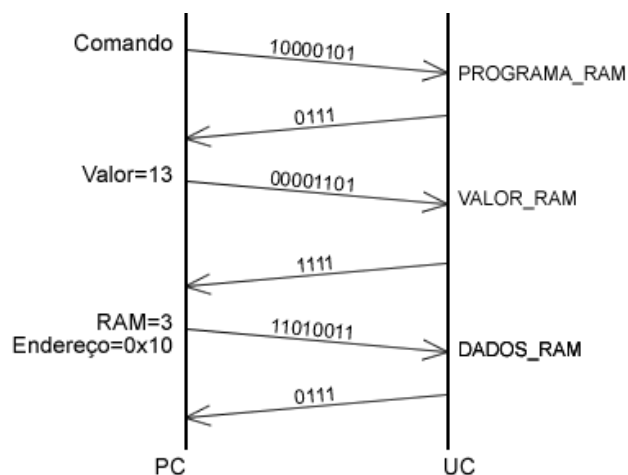 Comando
10000101
PROGRAMA_RAM
0111
Valor=13
00001101
VALOR_RAM
1111
RAM=3
Endereço=0x10
11010011
DADOS_RAM
0111
PC
UC